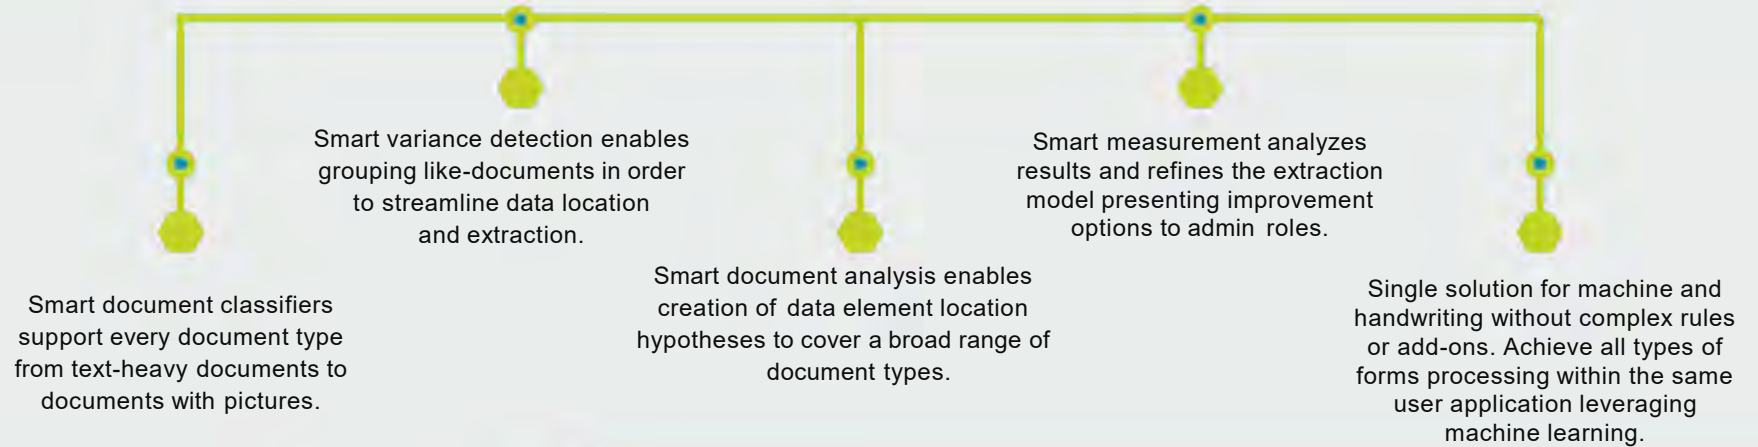 Smart document classifiers
support every document type
from text-heavy documents to
documents with pictures.
Smart variance detection enables
grouping like-documents in order
to streamline data location
and extraction.
Smart document analysis enables
creation of data element location
hypotheses to cover a broad range of
document types.
Smart measurement analyzes
results and refines the extraction
model presenting improvement
options to admin roles.
Single solution for machine and
handwriting without complex rules
or add-ons. Achieve all types of
forms processing within the same
user application leveraging
machine learning.